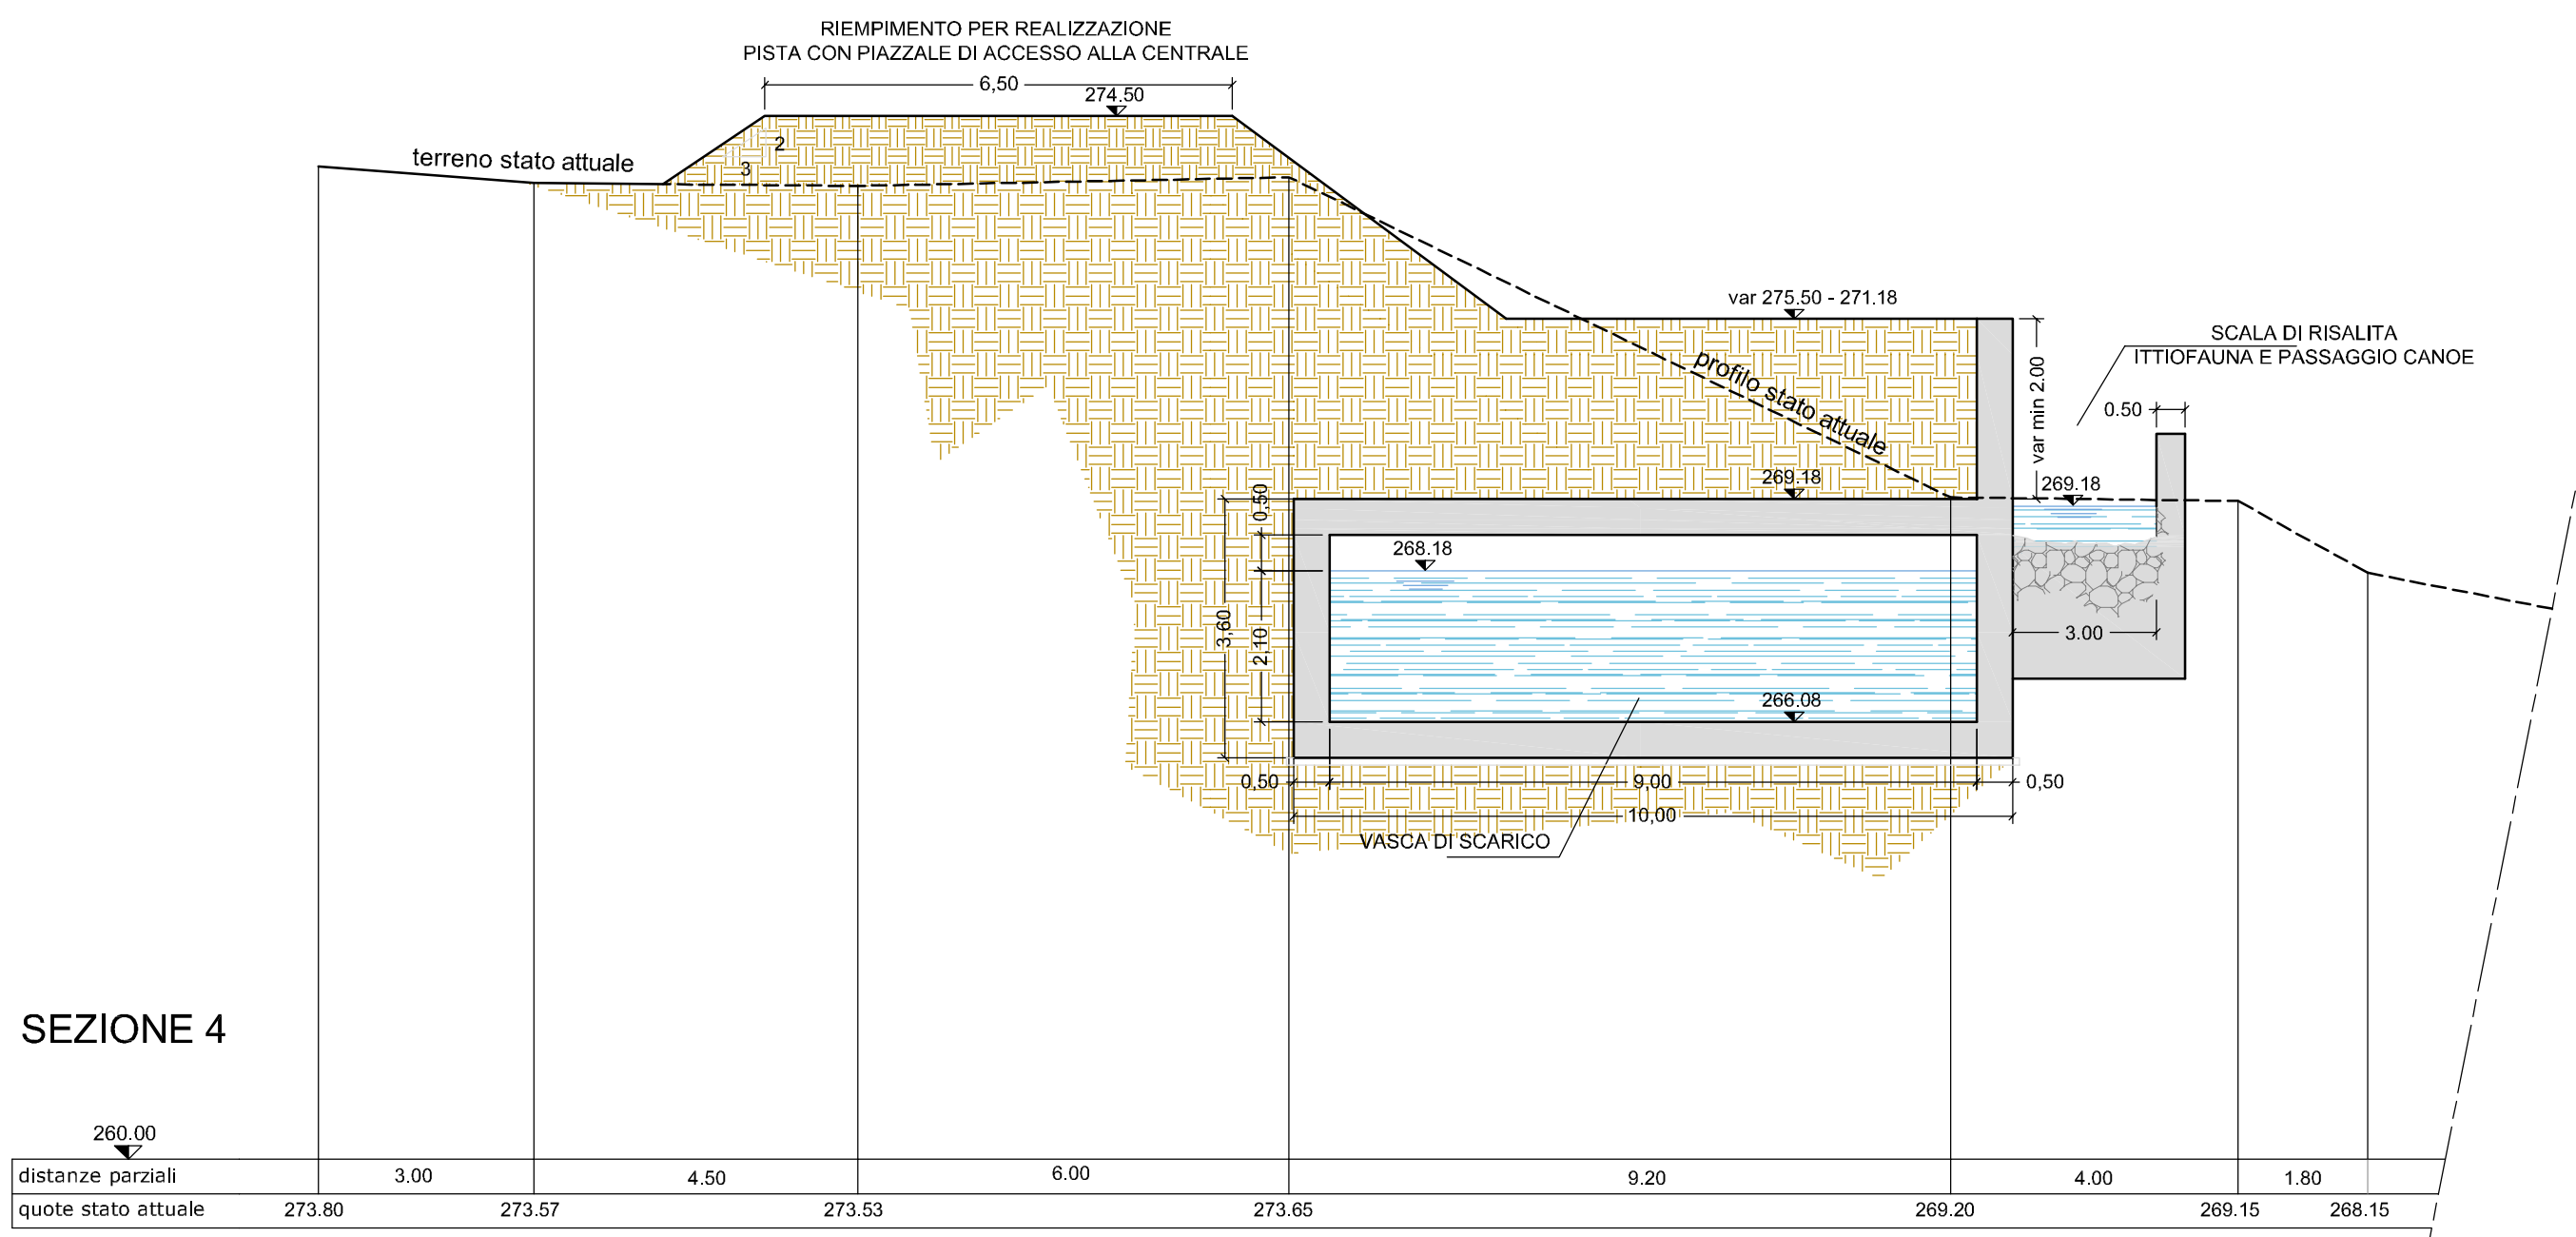 RIEMPIMENTO PER REALIZZAZIONE
PISTA CON PIAZZALE DI ACCESSO ALLA CENTRALE
6,50
274.50
terreno stato attuale
2
3
var 275.50 - 271.18
SCALA DI RISALITA
ITTIOFAUNA E PASSAGGIO CANOE
var min 2.00
0.50
profilo stato attuale
269.18
269.18
0,50
268.18
3,60
2,10
3.00
266.08
0,50
9,00
0,50
10,00
VASCA DI SCARICO
SEZIONE 4
260.00
distanze parziali 3.00 4.50 6.00 9.20 4.00 1.80
quote stato attuale 273.80 273.57 273.53 273.65 269.20 269.15 268.15